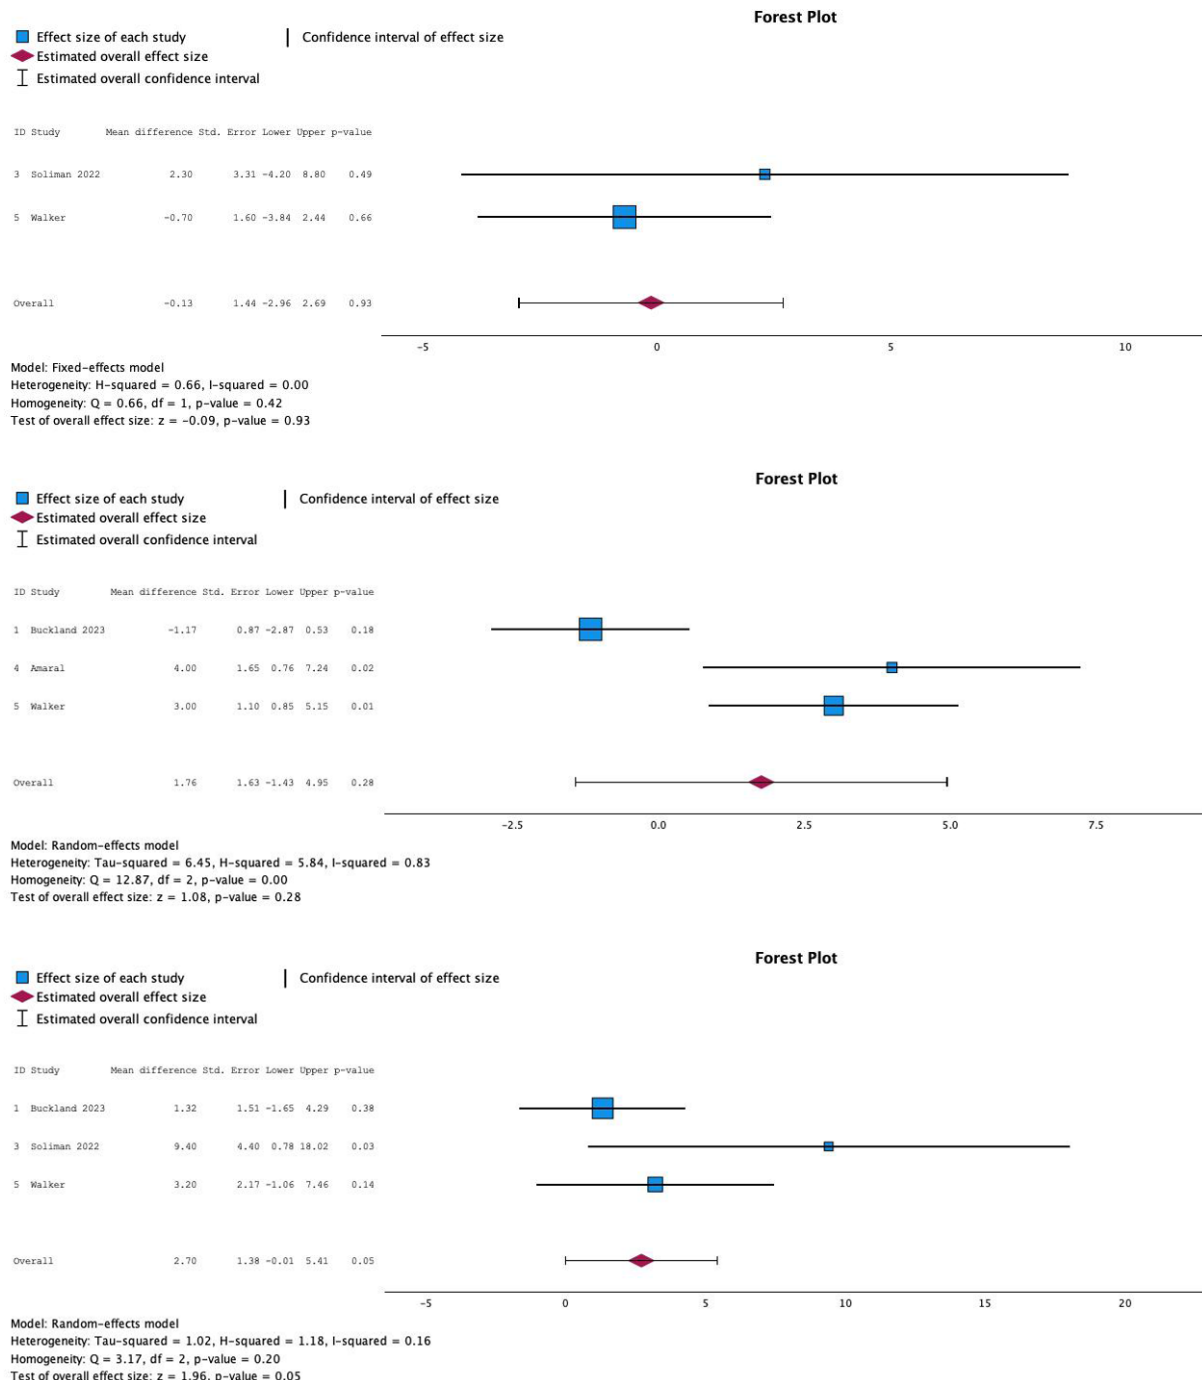 Forest Plot
Effect size of each study Confidence interval of effect size
Estimated overall effect size
Estimated overall confidence interval
ID Study Mean difference Std. Error Lower Upper p-value
3 Soliman 2022 2.30 3.31 -4.20 8.80 0.49
5 Walker -0.70 1.60 -3.84 2.44 0.66
Overall -0.13 1.44 -2.96 2.69 0.93
-5 0 5 10
Model: Fixed-effects model
Heterogeneity: H-squared = 0.66, I-squared = 0.00
Homogeneity: Q = 0.66, df = 1, p-value = 0.42
Test of overall effect size: z = -0.09, p-value = 0.93
Forest Plot
Effect size of each study Confidence interval of effect size
Estimated overall effect size
Estimated overall confidence interval
ID Study Mean difference Std. Error Lower Upper p-value
1 Buckland 2023 -1.17 0.87 -2.87 0.53 0.18
4 Amaral 4.00 1.65 0.76 7.24 0.02
5 Walker 3.00 1.10 0.85 5.15 0.01
Overall 1.76 1.63 -1.43 4.95 0.28
-2.5 0.0 2.5 5.0 7.5
Model: Random-effects model
Heterogeneity: Tau-squared = 6.45, H-squared = 5.84, I-squared = 0.83
Homogeneity: Q = 12.87, df = 2, p-value = 0.00
Test of overall effect size: z = 1.08, p-value = 0.28
Forest Plot
Effect size of each study Confidence interval of effect size
Estimated overall effect size
Estimated overall confidence interval
ID Study Mean difference Std. Error Lower Upper p-value
1 Buckland 2023 1.32 1.51 -1.65 4.29 0.38
3 Soliman 2022 9.40 4.40 0.78 18.02 0.03
5 Walker 3.20 2.17 -1.06 7.46 0.14
Overall 2.70 1.38 -0.01 5.41 0.05
-5 0 5 10 15 20
Model: Random-effects model
Heterogeneity: Tau-squared = 1.02, H-squared = 1.18, I-squared = 0.16
Homogeneity: Q = 3.17, df = 2, p-value = 0.20
Test of overall effect size: z = 1.96, p-value = 0.05